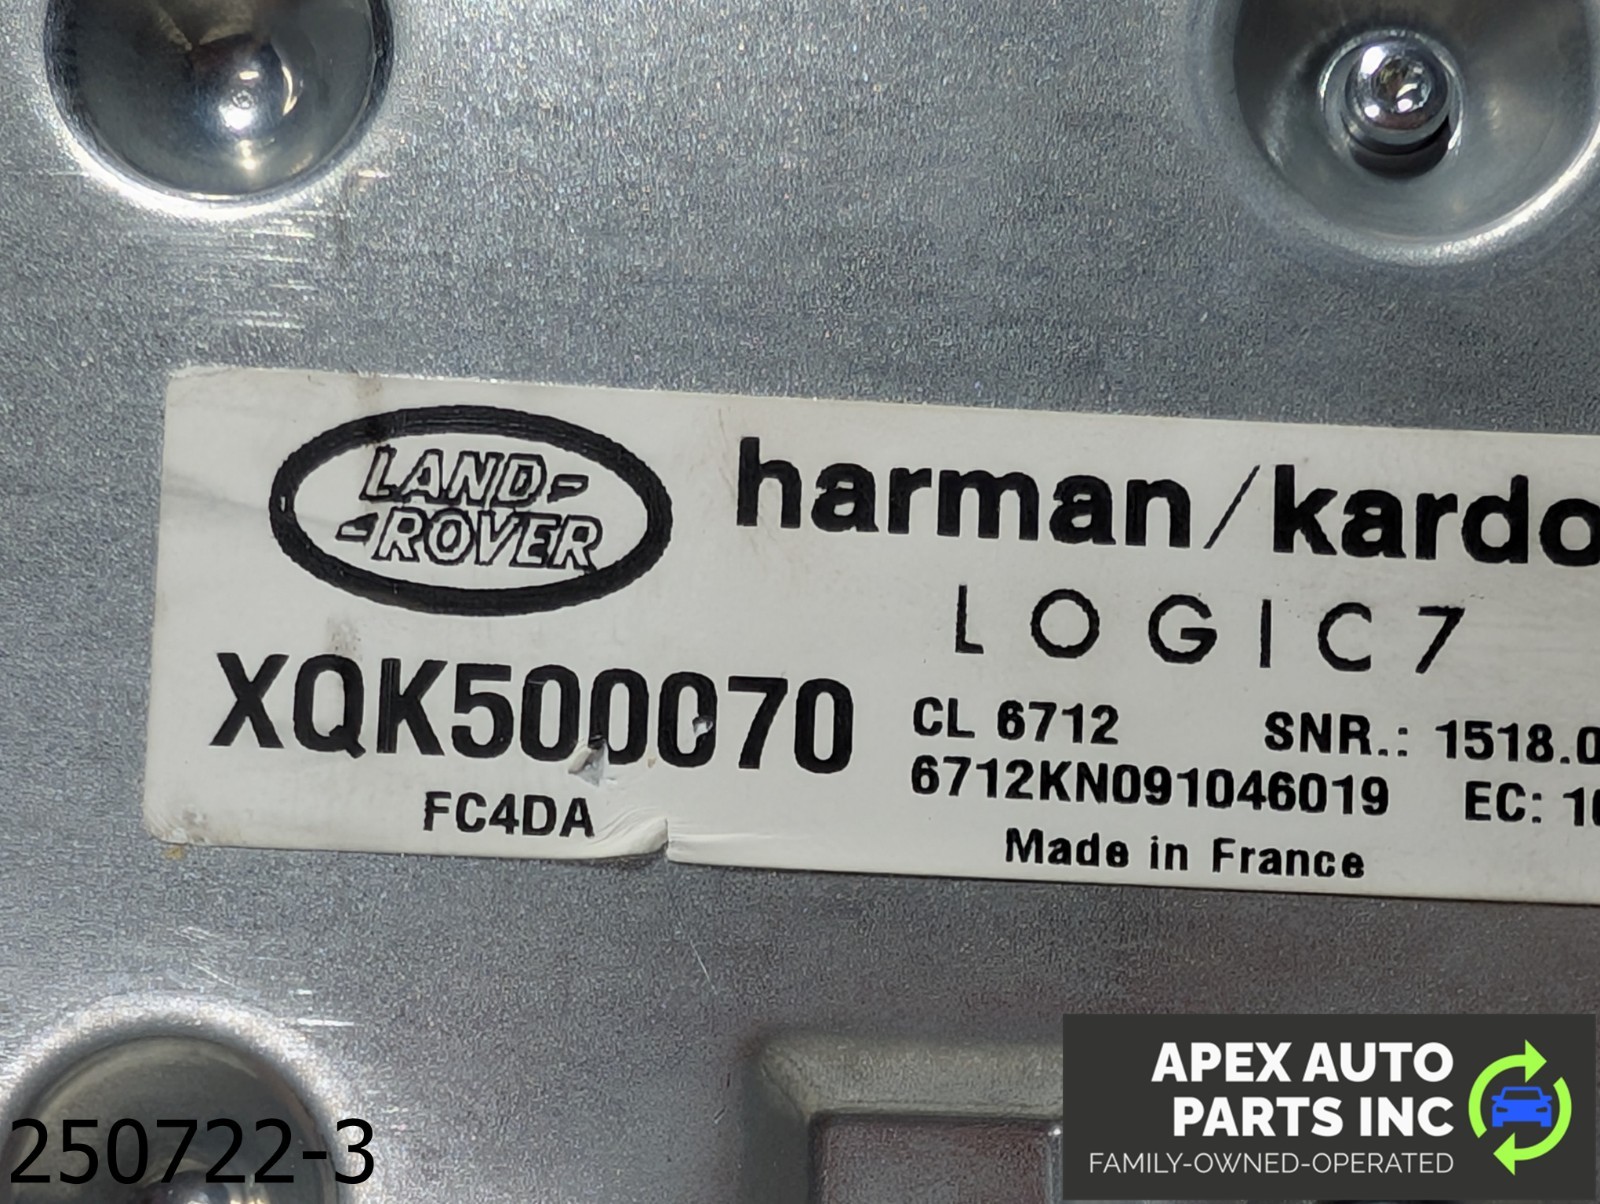 LAND-
-ROVER
harman/kardo
LOGIC7
XQK500070
CL 6712 SNR.: 1518.0
6712KN091046019 EC: 10
FC4DA
Made in France
250722-3
APEX AUTO
PARTS INC
FAMILY-OWNED-OPERATED